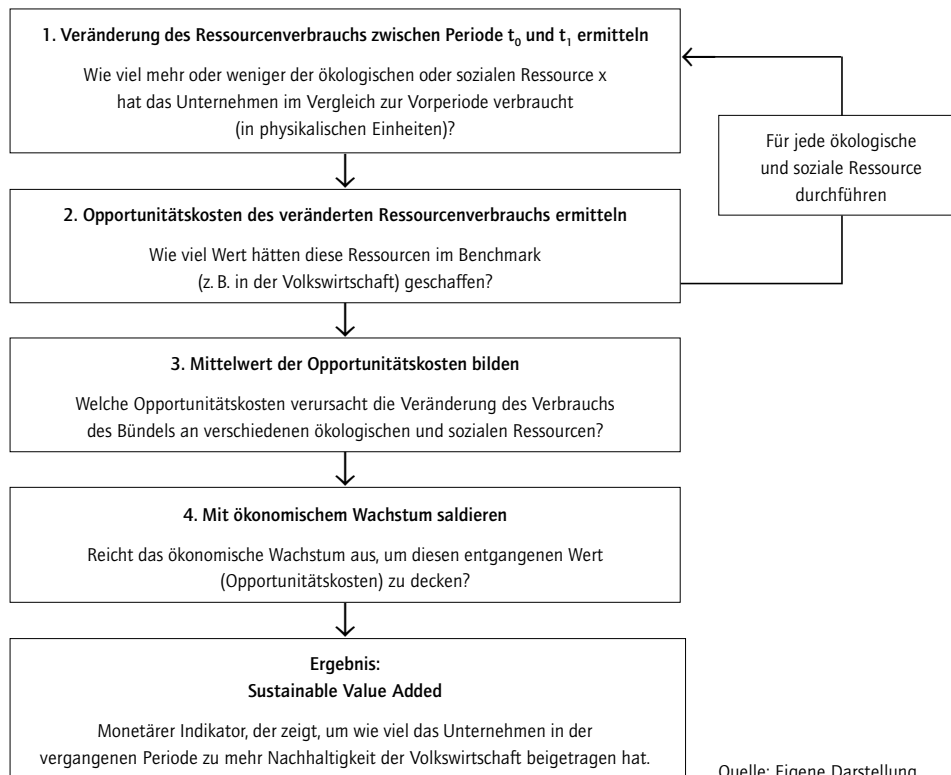 1. Veränderung des Ressourcenverbrauchs zwischen Periode t₀ und t₁ ermitteln
Wie viel mehr oder weniger der ökologischen oder sozialen Ressource x
hat das Unternehmen im Vergleich zur Vorperiode verbraucht
(in physikalischen Einheiten)?
Für jede ökologische
und soziale Ressource
durchführen
2. Opportunitätskosten des veränderten Ressourcenverbrauchs ermitteln
Wie viel Wert hätten diese Ressourcen im Benchmark
(z. B. in der Volkswirtschaft) geschaffen?
3. Mittelwert der Opportunitätskosten bilden
Welche Opportunitätskosten verursacht die Veränderung des Verbrauchs
des Bündels an verschiedenen ökologischen und sozialen Ressourcen?
4. Mit ökonomischem Wachstum saldieren
Reicht das ökonomische Wachstum aus, um diesen entgangenen Wert
(Opportunitätskosten) zu decken?
Ergebnis:
Sustainable Value Added
Monetärer Indikator, der zeigt, um wie viel das Unternehmen in der
vergangenen Periode zu mehr Nachhaltigkeit der Volkswirtschaft beigetragen hat.
Quelle: Eigene Darstellung